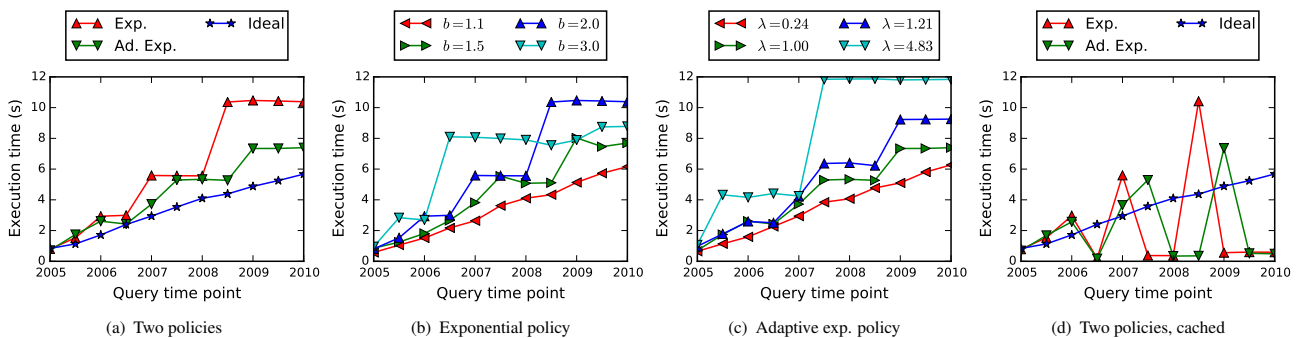 Exp. Ideal
Ad. Exp.
Execution time (s)
12
10
8
6
4
2
0
2005 2006 2007 2008 2009 2010
Query time point
(a) Two policies
b = 1.1 b = 2.0
b = 1.5 b = 3.0
Execution time (s)
12
10
8
6
4
2
0
2005 2006 2007 2008 2009 2010
Query time point
(b) Exponential policy
λ = 0.24 λ = 1.21
λ = 1.00 λ = 4.83
Execution time (s)
12
10
8
6
4
2
0
2005 2006 2007 2008 2009 2010
Query time point
(c) Adaptive exp. policy
Exp. Ideal
Ad. Exp.
Execution time (s)
12
10
8
6
4
2
0
2005 2006 2007 2008 2009 2010
Query time point
(d) Two policies, cached